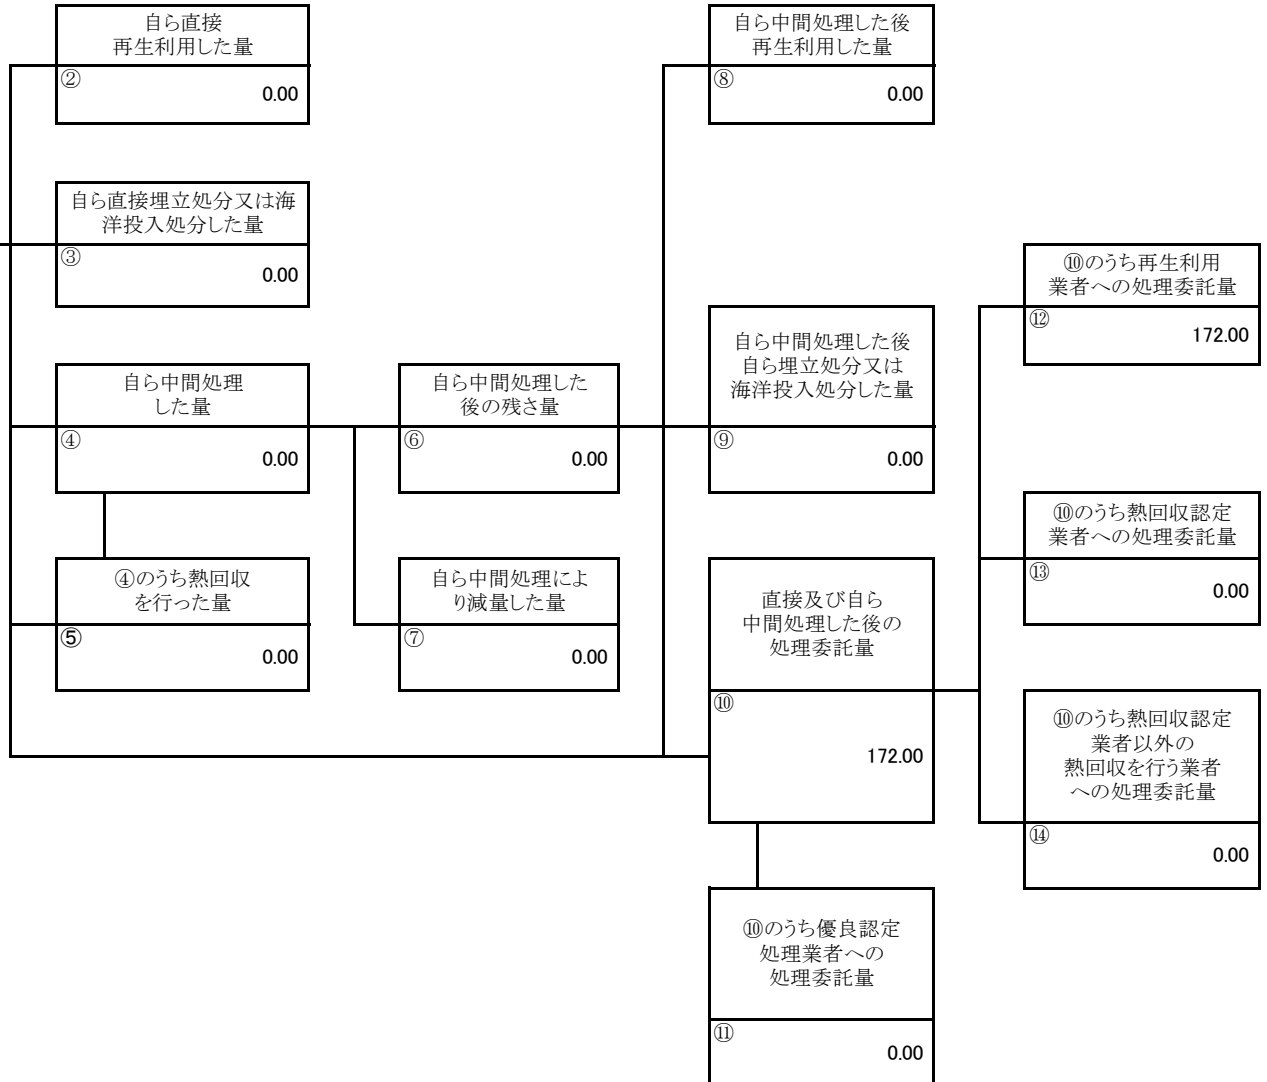 自ら直接
再生利用した量
②
0.00
自ら直接埋立処分又は海
洋投入処分した量
③
0.00
自ら中間処理
した量
④
0.00
④のうち熱回収
を行った量
⑤
0.00
自ら中間処理した
後の残さ量
⑥
0.00
自ら中間処理によ
り減量した量
⑦
0.00
自ら中間処理した後
再生利用した量
⑧
0.00
自ら中間処理した後
自ら埋立処分又は
海洋投入処分した量
⑨
0.00
直接及び自ら
中間処理した後の
処理委託量
⑩
172.00
⑩のうち優良認定
処理業者への
処理委託量
⑪
0.00
⑩のうち再生利用
業者への処理委託量
⑫
172.00
⑩のうち熱回収認定
業者への処理委託量
⑬
0.00
⑩のうち熱回収認定
業者以外の
熱回収を行う業者
への処理委託量
⑭
0.00